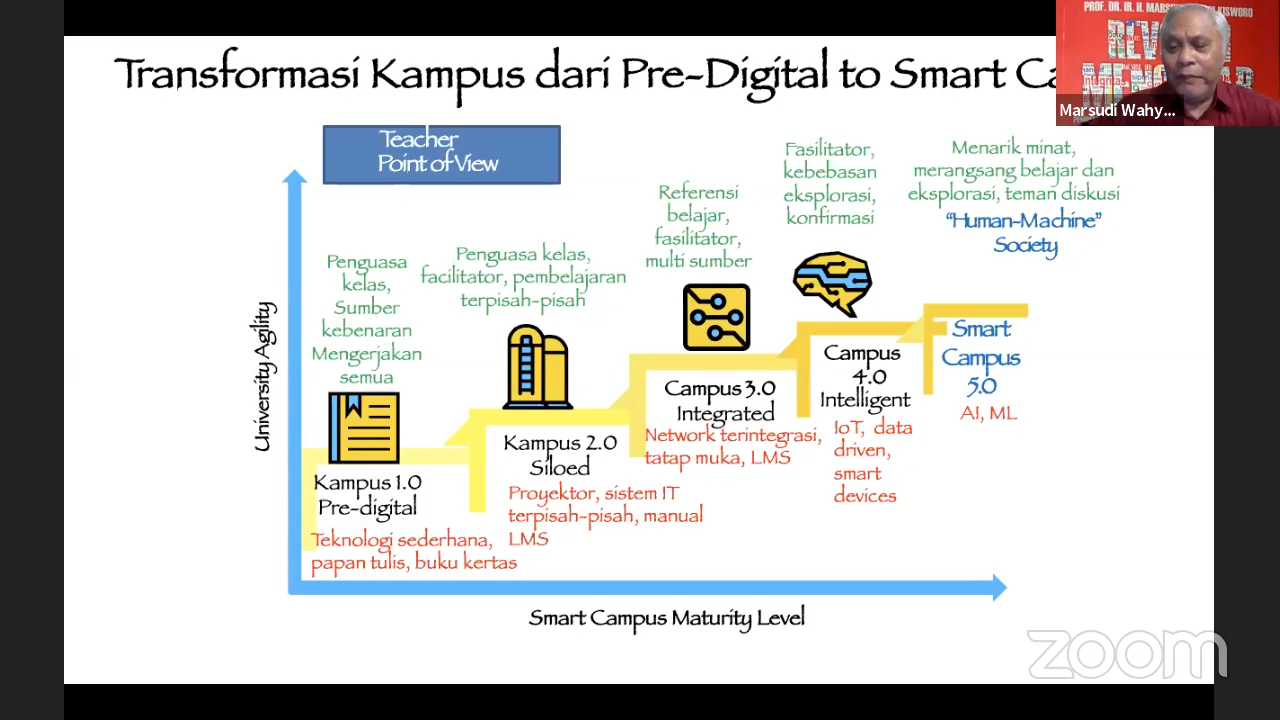 Transformasi Kampus dari Pre-Digital to Smart
PROF. DR. IR. H. MARS
KISWORO
Marsudi Wahy...
Teacher
Point of View
University Agility
Penguasa
kelas,
Sumber
kebenaran
Mengerjakan
semua
Penguasa kelas,
facilitator, pembelajaran
terpisah-pisah
Referensi
belajar,
fasilitator,
multi sumber
Fasilitator,
kebebasan
eksplorasi,
konfirmasi
Menarik minat,
merangsang belajar dan
eksplorasi, teman diskusi
“Human-Machine”
Society
Kampus 1.0
Pre-digital
Teknologi sederhana,
papan tulis, buku kertas
Kampus 2.0
Siloed
Proyektor, sistem IT
terpisah-pisah, manual
LMS
Campus 3.0
Integrated
Network terintegrasi,
tatap muka, LMS
Campus
4.0
Intelligent
IoT, data
driven,
smart
devices
Smart
Campus
5.0
AI, ML
Smart Campus Maturity Level
zoom